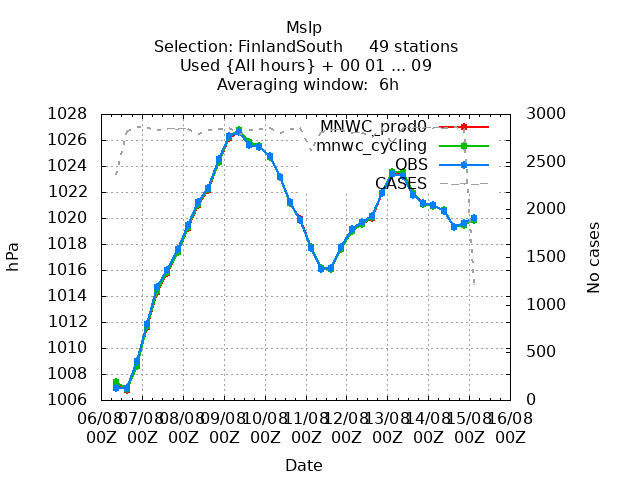 Mslp
Selection: FinlandSouth     49 stations
Used {All hours} + 00 01 ... 09
Averaging window:  6h
1028 3000
MNWC_prod0
1026
mnwc_cycling
1024 2500
OBS
1022 CASES
2000
1020
1018
hPa 1016 1500 No cases
1014
1012 1000
1010
500
1008
1006 0
06/08 07/08 08/08 09/08 10/08 11/08 12/08 13/08 14/08 15/08 16/08
00Z 00Z 00Z 00Z 00Z 00Z 00Z 00Z 00Z 00Z 00Z
Date